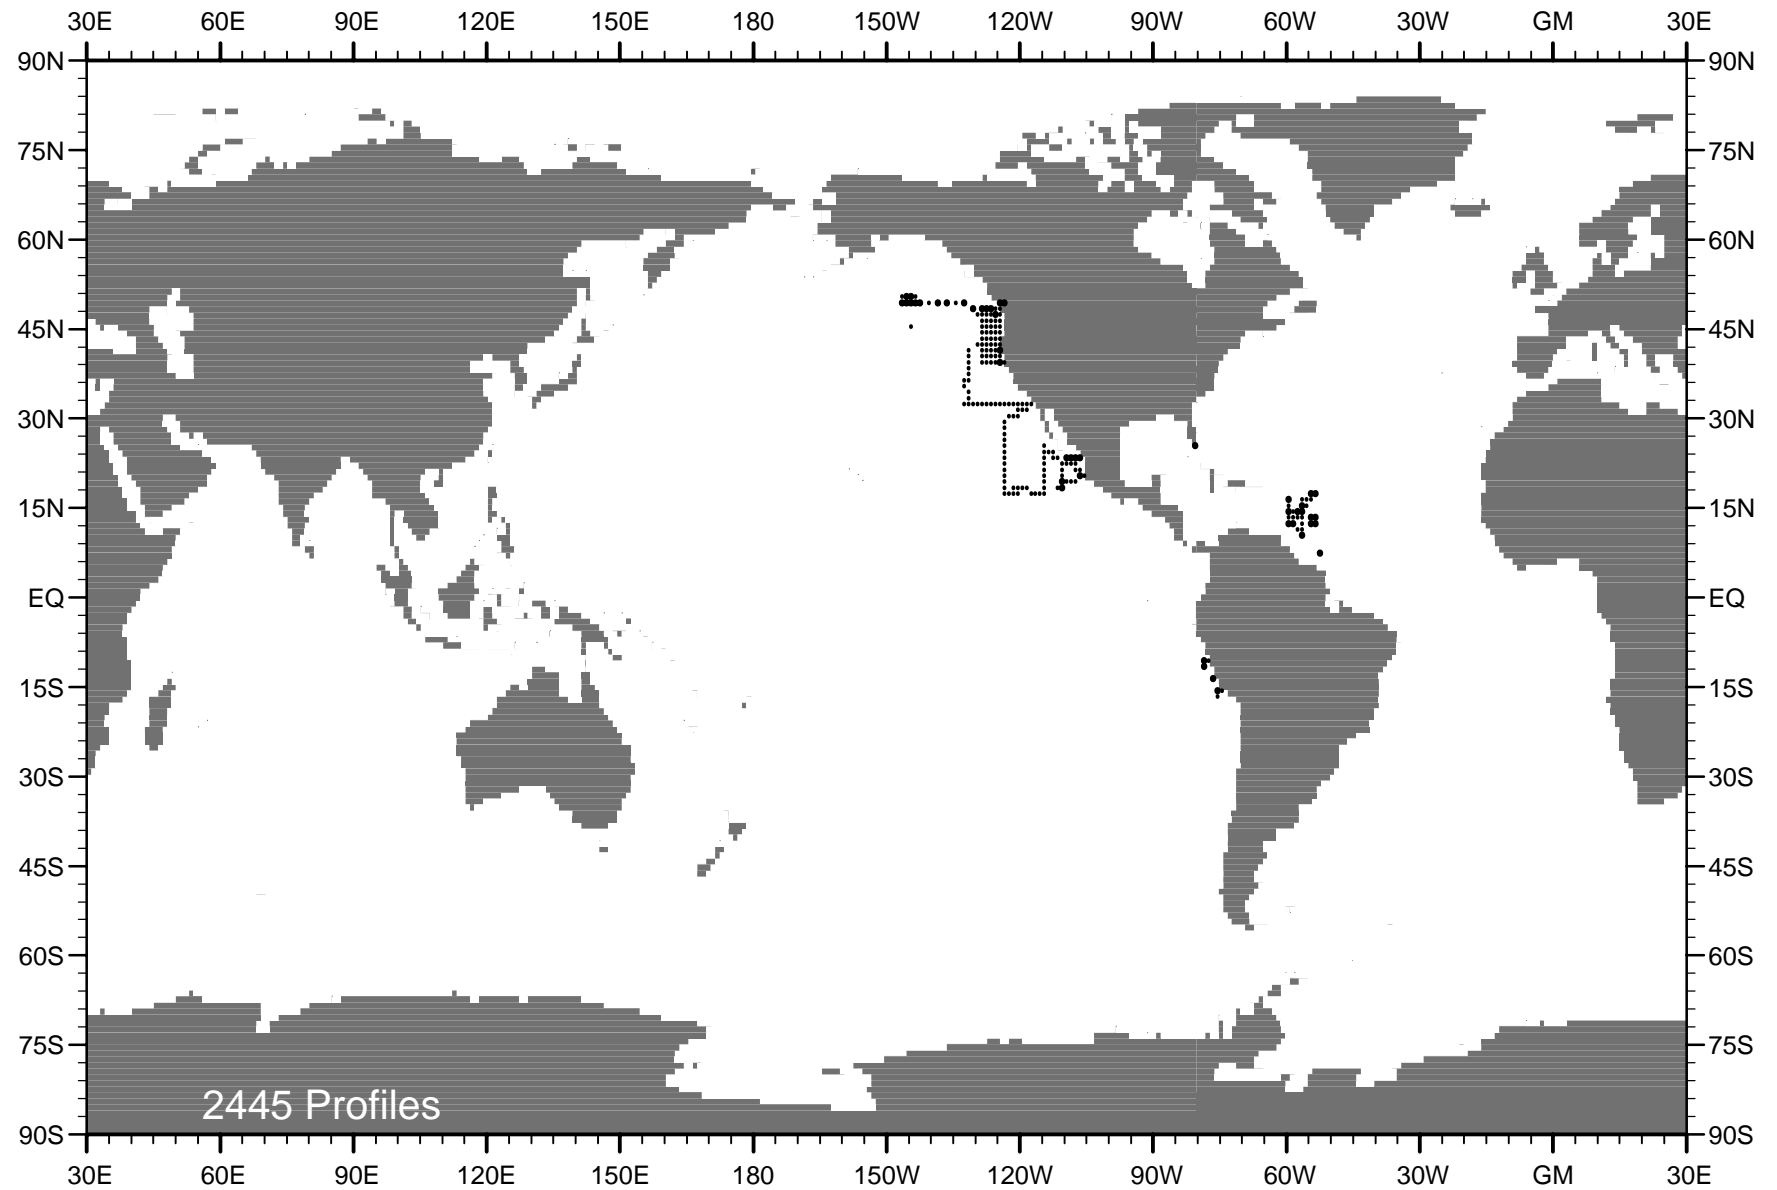 30E 60E 90E 120E 150E 180 150W 120W 90W 60W 30W GM 30E
90N 90N
75N 75N
60N 60N
45N 45N
30N 30N
15N 15N
EQ EQ
15S 15S
30S 30S
45S 45S
60S 60S
75S 75S
2445 Profiles
90S 90S
30E 60E 90E 120E 150E 180 150W 120W 90W 60W 30W GM 30E